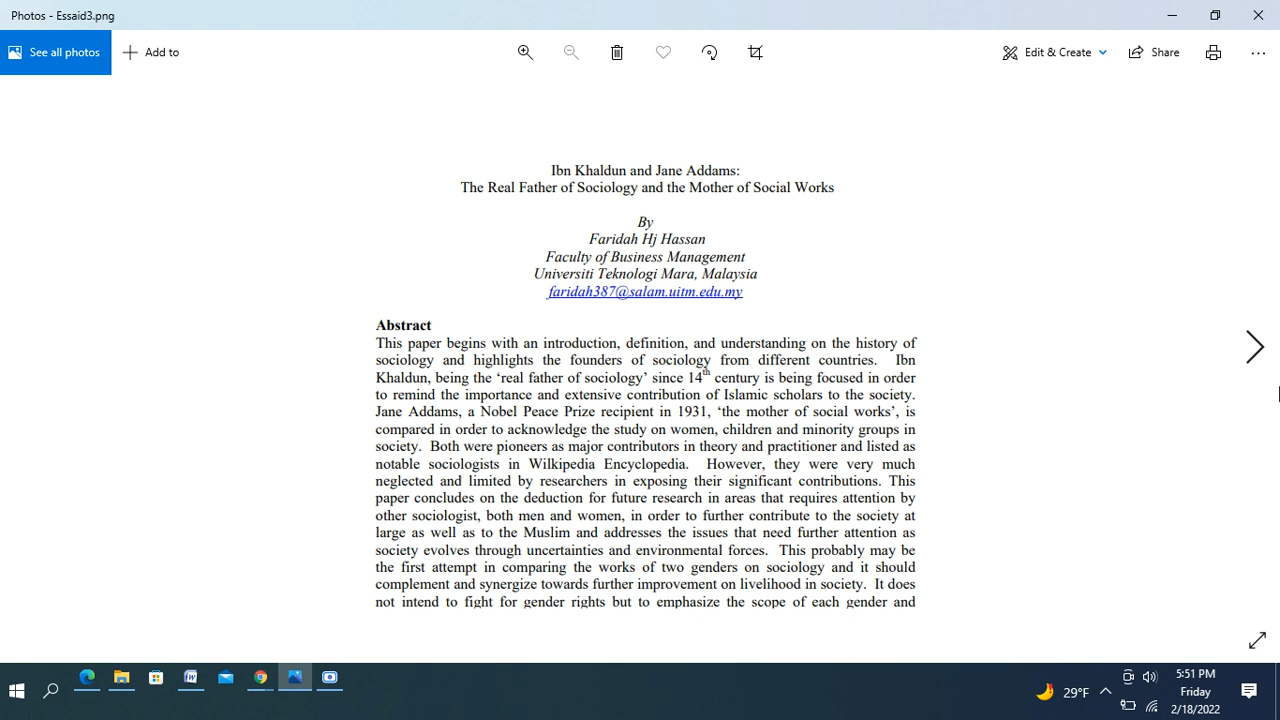 Photos - Essaid3.png
See all photos
Add to
Edit & Create
Share
Ibn Khaldun and Jane Addams:
The Real Father of Sociology and the Mother of Social Works
By
Faridah Hj Hassan
Faculty of Business Management
Universiti Teknologi Mara, Malaysia
faridah387@salam.uitm.edu.my
Abstract
This paper begins with an introduction, definition, and understanding on the history of
sociology and highlights the founders of sociology from different countries. Ibn
Khaldun, being the ‘real father of sociology’ since 14th century is being focused in order
to remind the importance and extensive contribution of Islamic scholars to the society.
Jane Addams, a Nobel Peace Prize recipient in 1931, ‘the mother of social works’, is
compared in order to acknowledge the study on women, children and minority groups in
society. Both were pioneers as major contributors in theory and practitioner and listed as
notable sociologists in Wilkipedia Encyclopedia. However, they were very much
neglected and limited by researchers in exposing their significant contributions. This
paper concludes on the deduction for future research in areas that requires attention by
other sociologist, both men and women, in order to further contribute to the society at
large as well as to the Muslim and addresses the issues that need further attention as
society evolves through uncertainties and environmental forces. This probably may be
the first attempt in comparing the works of two genders on sociology and it should
complement and synergize towards further improvement on livelihood in society. It does
not intend to fight for gender rights but to emphasize the scope of each gender and
29°F
5:51 PM
Friday
2/18/2022